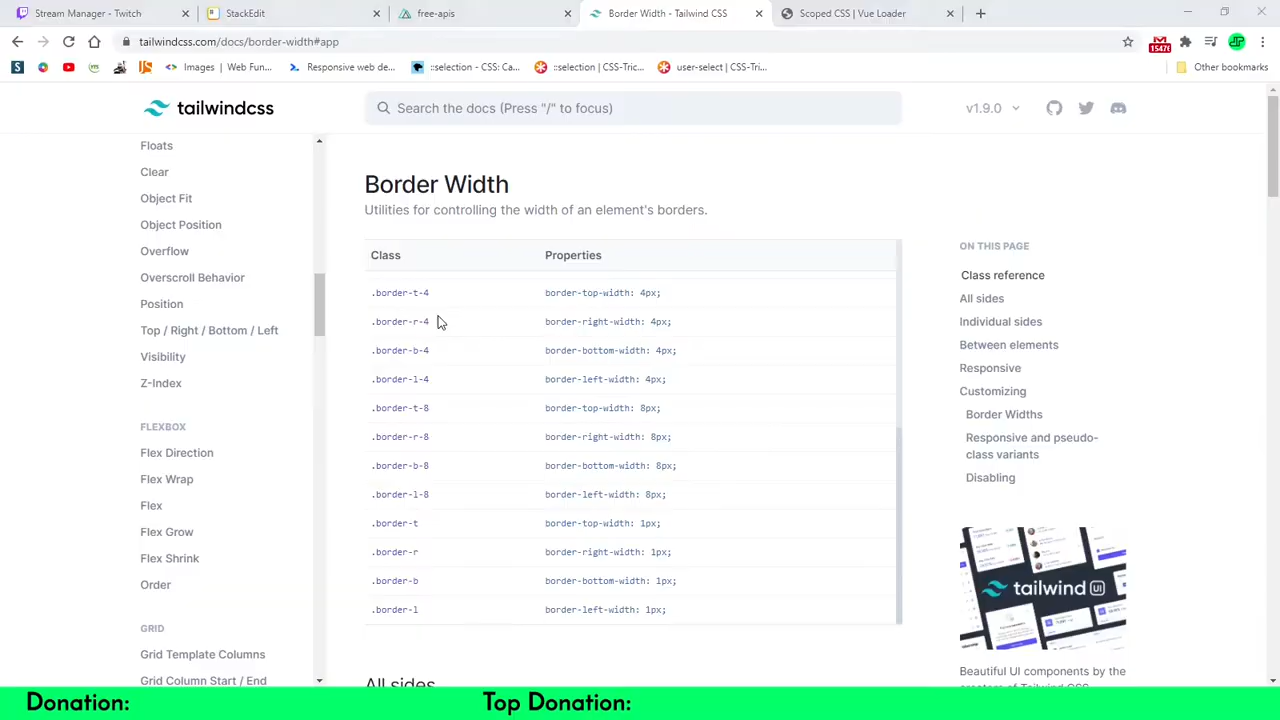 Stream Manager - Twitch
StackEdit
free-apis
Border Width - Tailwind CSS
Scoped CSS | Vue Loader
tailwindcss.com/docs/border-width#app
15476
Images | Web Fun...
Responsive web de...
::selection - CSS: Ca...
::selection | CSS-Tric...
user-select | CSS-Tri...
Other bookmarks
tailwindcss
Search the docs (Press "/" to focus)
v1.9.0
Floats
Clear
Object Fit
Object Position
Overflow
Overscroll Behavior
Position
Top / Right / Bottom / Left
Visibility
Z-Index
FLEXBOX
Flex Direction
Flex Wrap
Flex
Flex Grow
Flex Shrink
Order
GRID
Grid Template Columns
Grid Column Start / End
Border Width
Utilities for controlling the width of an element's borders.
Class Properties
.border-t-4 border-top-width: 4px;
.border-r-4 border-right-width: 4px;
.border-b-4 border-bottom-width: 4px;
.border-l-4 border-left-width: 4px;
.border-t-8 border-top-width: 8px;
.border-r-8 border-right-width: 8px;
.border-b-8 border-bottom-width: 8px;
.border-l-8 border-left-width: 8px;
.border-t border-top-width: 1px;
.border-r border-right-width: 1px;
.border-b border-bottom-width: 1px;
.border-l border-left-width: 1px;
All sides
ON THIS PAGE
Class reference
All sides
Individual sides
Between elements
Responsive
Customizing
Border Widths
Responsive and pseudo-
class variants
Disabling
tailwind UI
Beautiful UI components by the
creators of Tailwind CSS
Donation:
Top Donation: